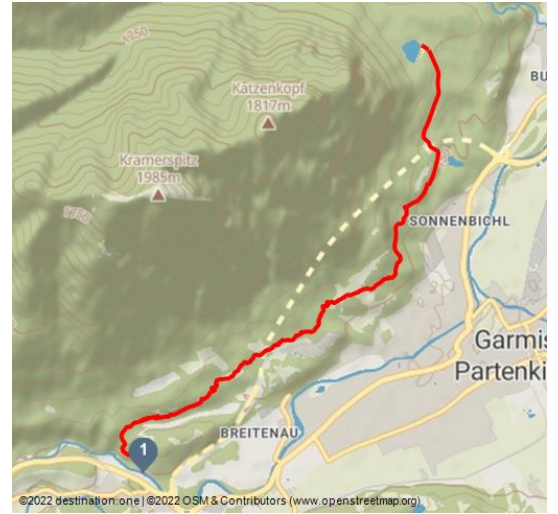 1250
BU
Katzenkopf
1817m
Kramerspitz
1985m
1250
SONNENBICHL
Garmis
Partenki
BREITENAU
1
©2022 destination.one | ©2022 OSM & Contributors (www.openstreetmap.org)